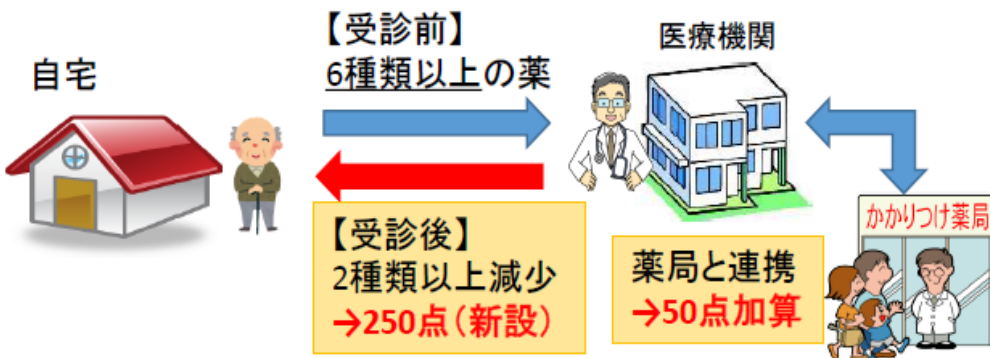 自宅
【受診前】
6種類以上の薬
医療機関
かかりつけ薬局
【受診後】
2種類以上減少
→250点(新設)
薬局と連携
→50点加算